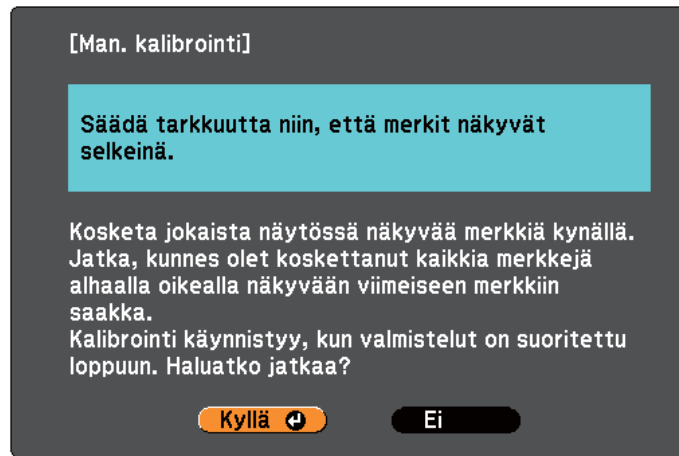 [Man. kalibrointi]
Säädä tarkkuutta niin, että merkit näkyvät
selkeinä.
Kosketa jokaista näytössä näkyvää merkkiä kynällä.
Jatka, kunnes olet koskettanut kaikkia merkkejä
alhaalla oikealla näkyvään viimeiseen merkkiin
saakka.
Kalibrointi käynnistyy, kun valmistelut on suoritettu
loppuun. Haluatko jatkaa?
Kyllä Ei